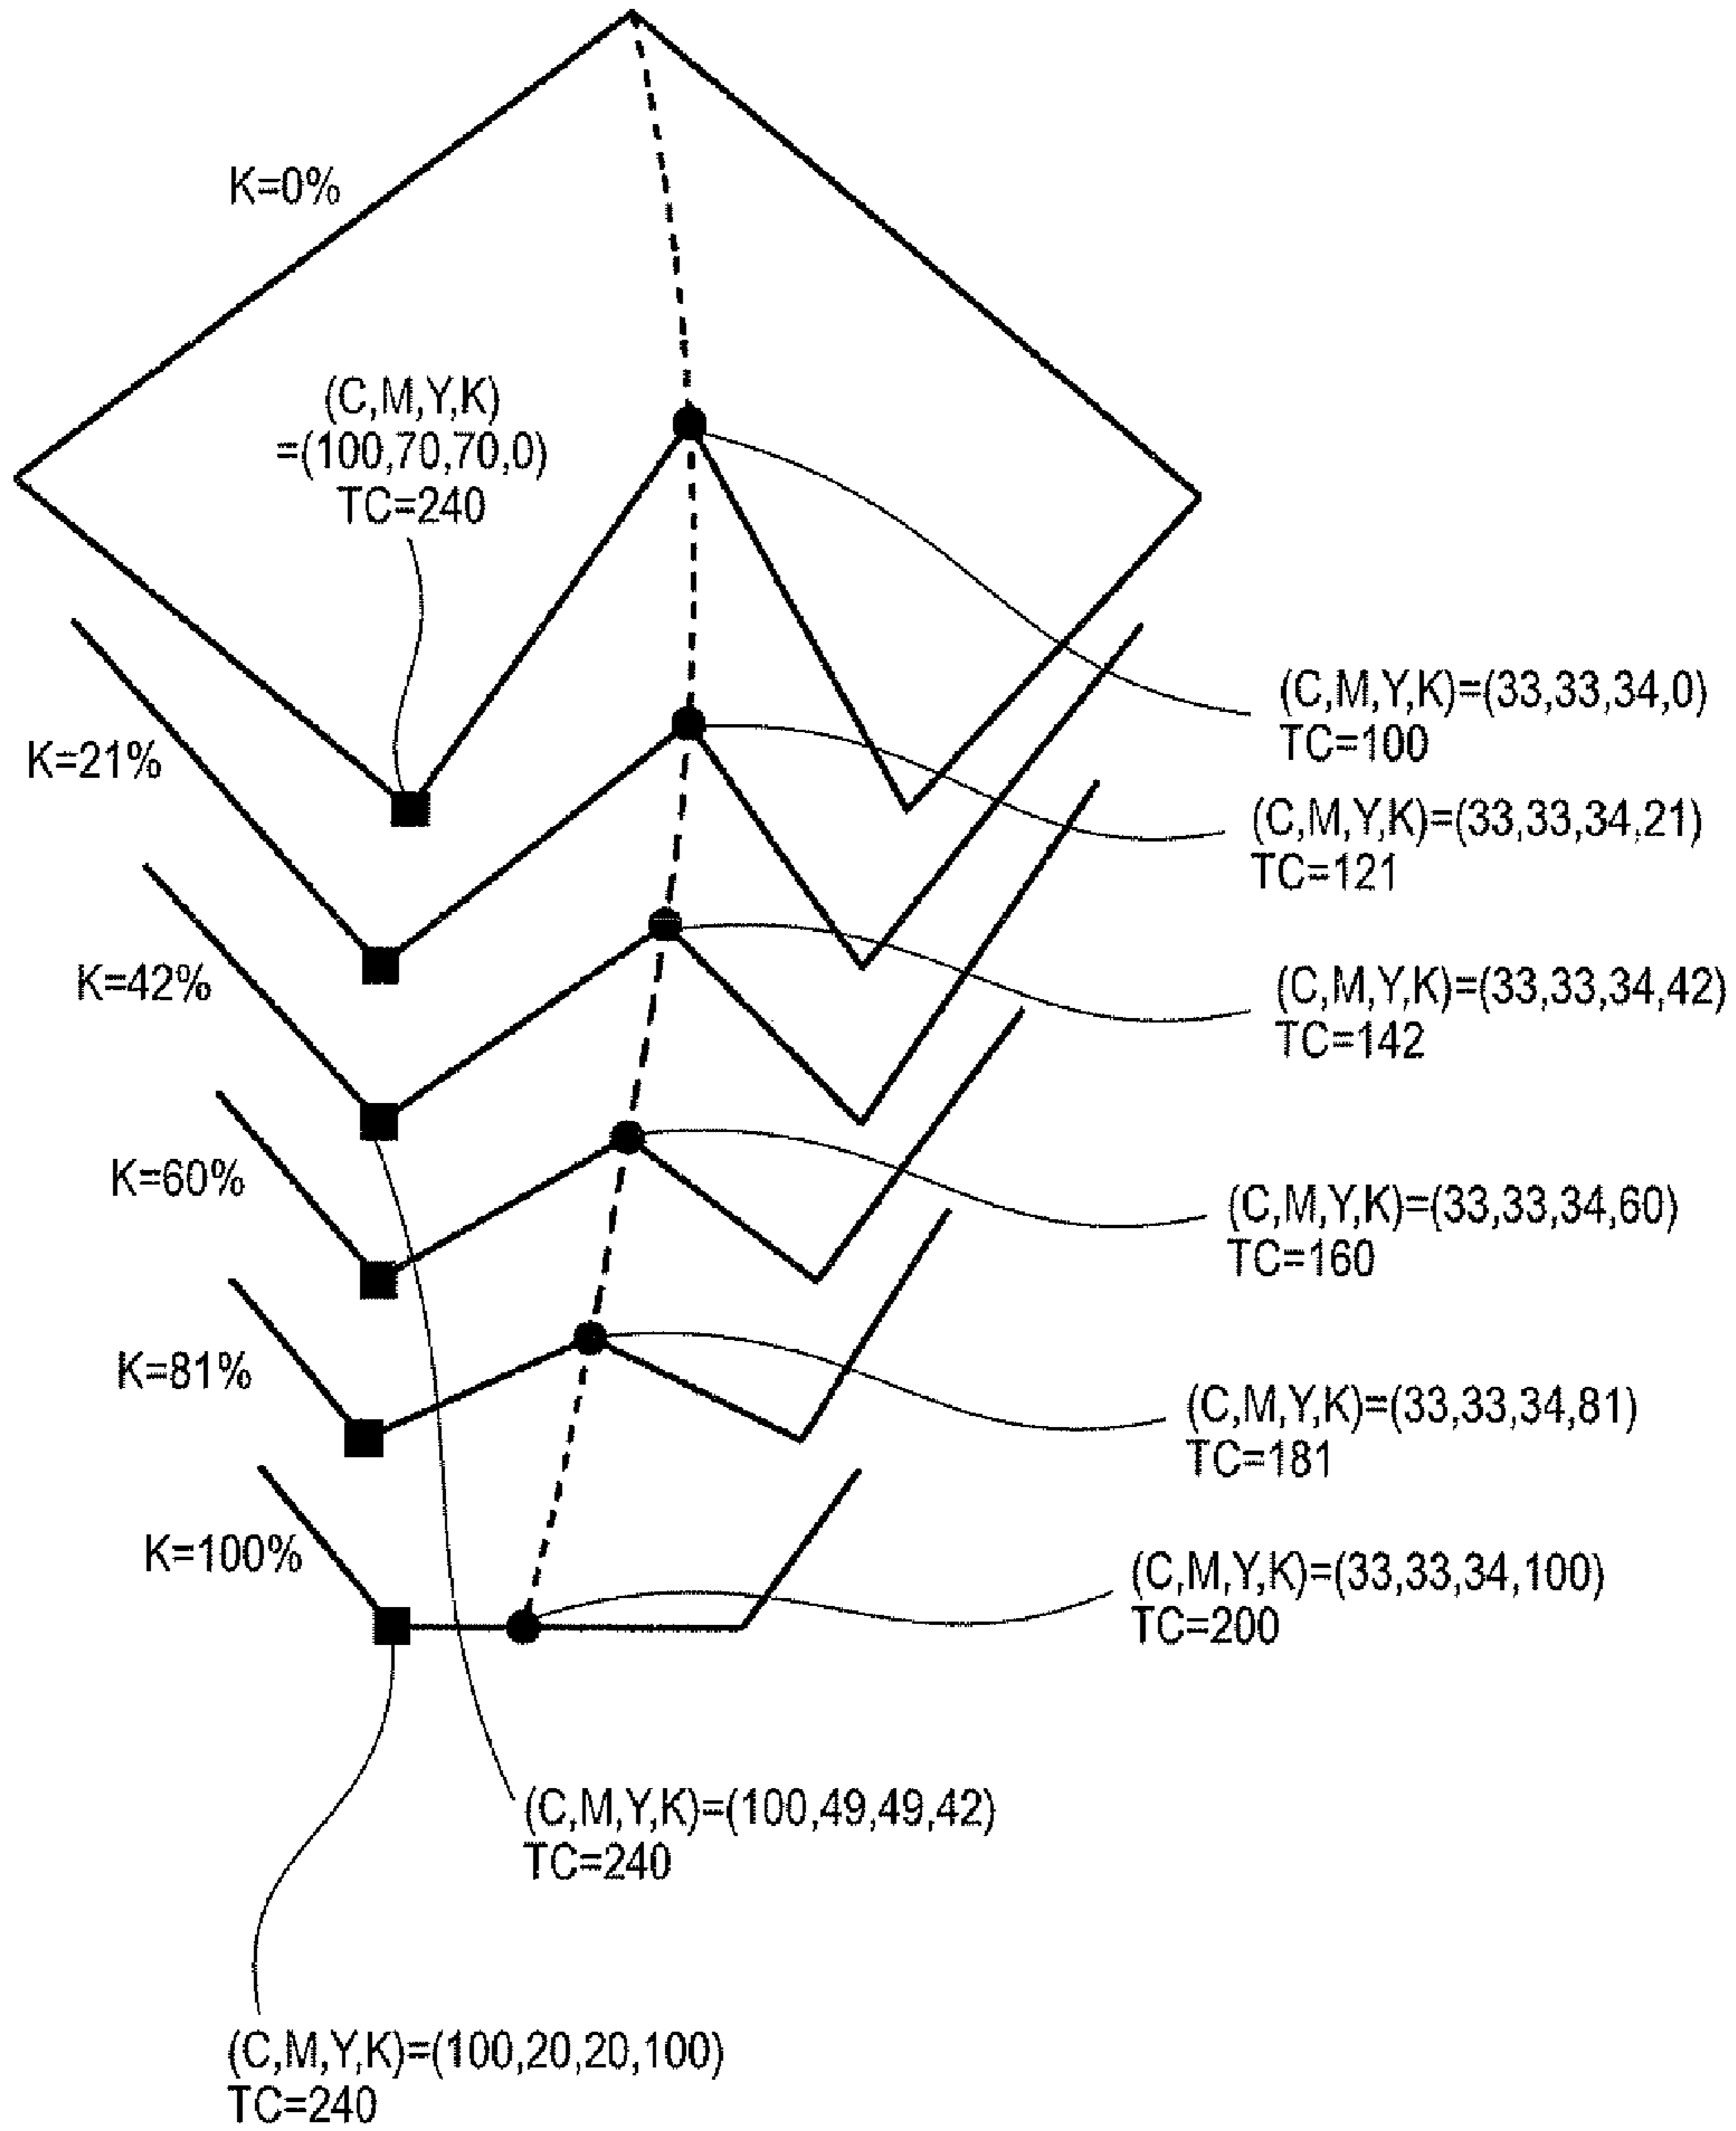 K=0%
(C,M,Y,K)
=(100,70,70,0)
TC=240
(C,M,Y,K)=(33,33,34,0)
TC=100
K=21%
(C,M,Y,K)=(33,33,34,21)
TC=121
K=42%
(C,M,Y,K)=(33,33,34,42)
TC=142
K=60%
(C,M,Y,K)=(33,33,34,60)
TC=160
K=81%
(C,M,Y,K)=(33,33,34,81)
TC=181
K=100%
(C,M,Y,K)=(33,33,34,100)
TC=200
(C,M,Y,K)=(100,49,49,42)
TC=240
(C,M,Y,K)=(100,20,20,100)
TC=240